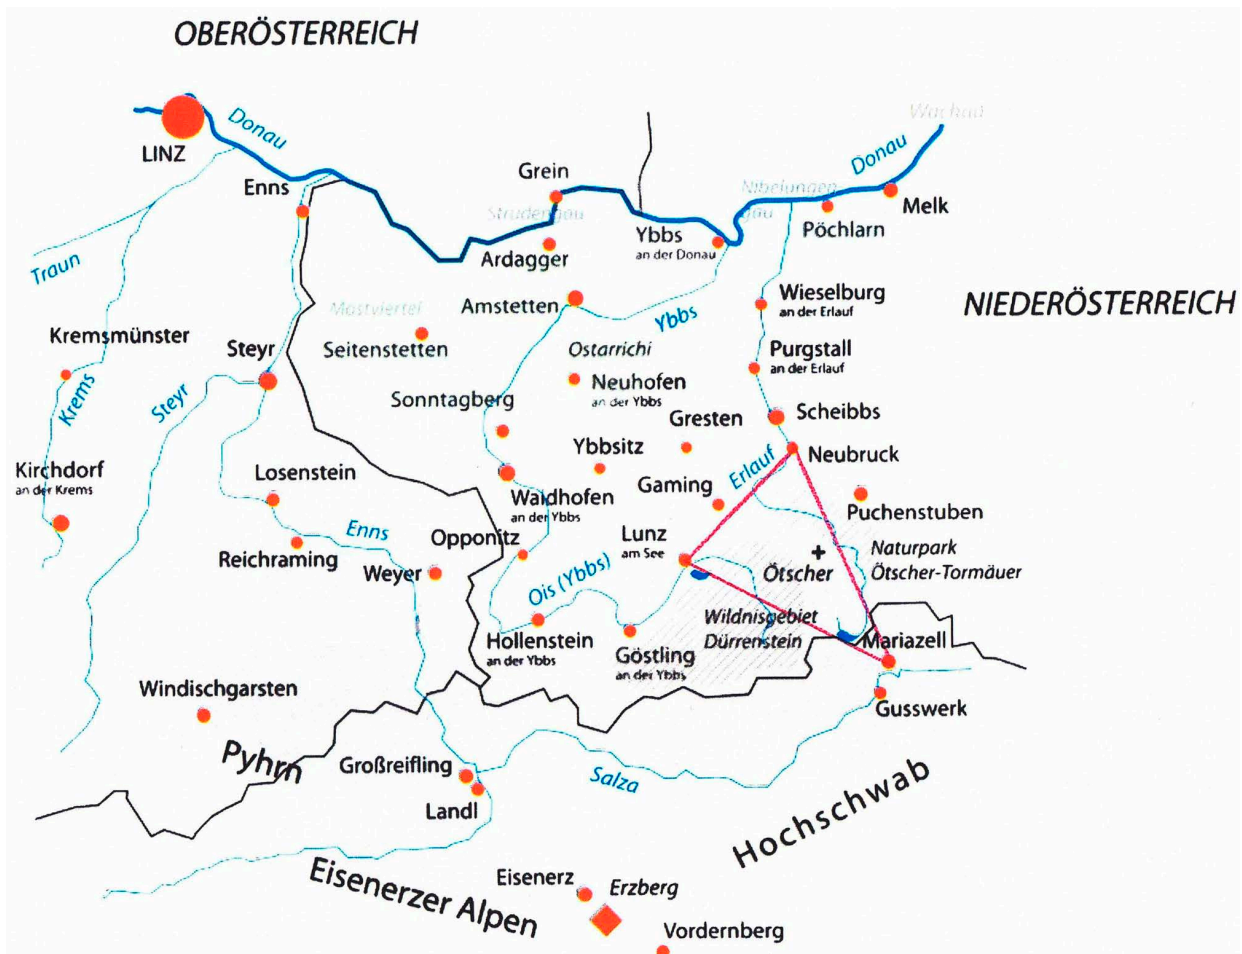 OBERÖSTERREICH
Wachau
Donau
LINZ
Donau
Enns
Grein
Nibelungen
gau
Strudengau
Melk
Pöchlarn
Ybbs
an der Donau
Ardagger
Traun
Wieselburg
an der Erlauf
NIEDERÖSTERREICH
Mostviertel
Amstetten
Ybbs
Kremsmünster
Steyr
Seitenstetten
Ostarrichi
Purgstall
an der Erlauf
Krems
Steyr
Sonntagberg
Neuhofen
an der Ybbs
Gresten
Scheibbs
Ybbsitz
Neubruck
Kirchdorf
an der Krems
Losenstein
Erlauf
Gaming
Waidhofen
an der Ybbs
Puchenstuben
Enns
Opponitz
Lunz
am See
Reichraming
Weyer
Ois (Ybbs)
Ötscher
Naturpark
Ötscher-Tormäuer
Wildnisgebiet
Dürrenstein
Hollenstein
an der Ybbs
Göstling
an der Ybbs
Mariazell
Windischgarsten
Gusswerk
Pyhrn
Großreifling
Salza
Landl
Hochschwab
Eisenerzer Alpen
Eisenerz
Erzberg
Vordernberg